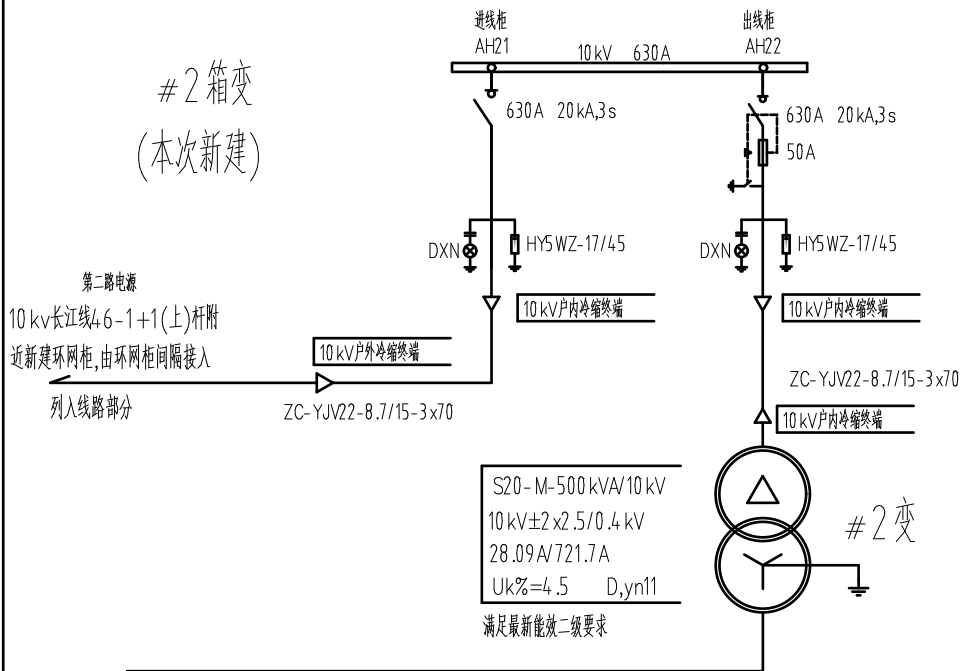 进线柜
AH21
出线柜
AH22
10kV 630A
#2箱变
(本次新建)
630A 20kA,3s
630A 20kA,3s
50A
DXN
HY5WZ-17/45
DXN
HY5WZ-17/45
第二路电源
10kv长江线46-1+1(上)杆附
近新建环网柜,由环网柜间隔接入
列入线路部分
10kV户内冷缩终端
10kV户内冷缩终端
10kV户外冷缩终端
ZC-YJV22-8.7/15-3x70
ZC-YJV22-8.7/15-3x70
10kV户内冷缩终端
S20-M-500kVA/10kV
10kV±2x2.5/0.4kV
28.09A/721.7A
Uk%=4.5 D,yn11
满足最新能效二级要求
#2变